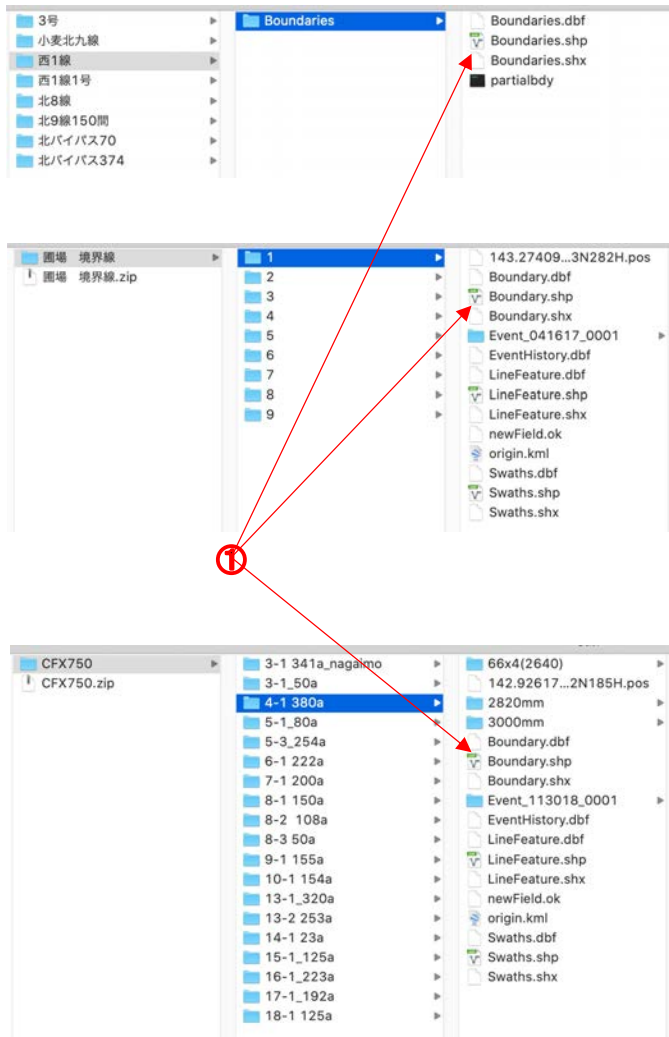 3号
小麦北九線
西1線
西1線1号
北8線
北9線150間
北バイパス70
北バイパス374
Boundaries
Boundaries.dbf
Boundaries.shp
Boundaries.shx
partialbdy
圃場　境界線
圃場　境界線.zip
1
2
3
4
5
6
7
8
9
143.27409...3N282H.pos
Boundary.dbf
Boundary.shp
Boundary.shx
Event_041617_0001
EventHistory.dbf
LineFeature.dbf
LineFeature.shp
LineFeature.shx
newField.ok
origin.kml
Swaths.dbf
Swaths.shp
Swaths.shx
①
CFX750
CFX750.zip
3-1 341a_nagaimo
3-1_50a
4-1 380a
5-1_80a
5-3_254a
6-1 222a
7-1 200a
8-1 150a
8-2 108a
8-3 50a
9-1 155a
10-1 154a
13-1_320a
13-2 253a
14-1 23a
15-1_125a
16-1_223a
17-1_192a
18-1 125a
66x4(2640)
142.92617...2N185H.pos
2820mm
3000mm
Boundary.dbf
Boundary.shp
Boundary.shx
Event_113018_0001
EventHistory.dbf
LineFeature.dbf
LineFeature.shp
LineFeature.shx
newField.ok
origin.kml
Swaths.dbf
Swaths.shp
Swaths.shx